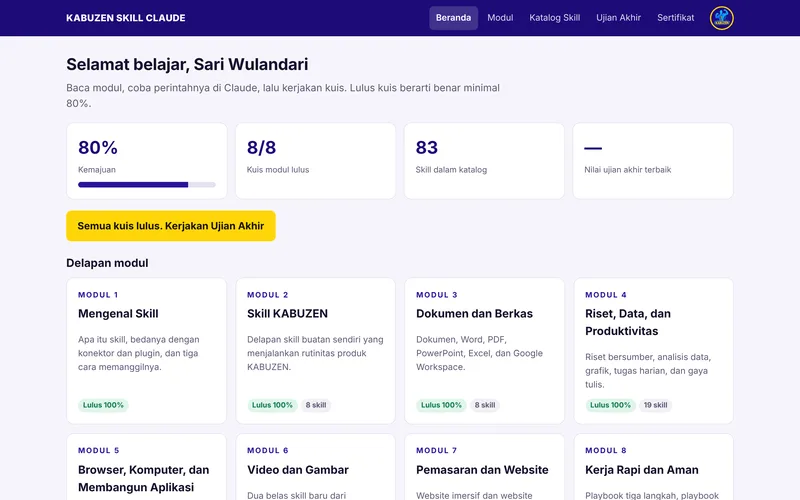 KABUZEN SKILL CLAUDE
Beranda
Modul
Katalog Skill
Ujian Akhir
Sertifikat
Selamat belajar, Sari Wulandari
Baca modul, coba perintahnya di Claude, lalu kerjakan kuis. Lulus kuis berarti benar minimal
80%.
80%
Kemajuan
8/8
Kuis modul lulus
83
Skill dalam katalog
—
Nilai ujian akhir terbaik
Semua kuis lulus. Kerjakan Ujian Akhir
Delapan modul
MODUL 1
Mengenal Skill
Apa itu skill, bedanya dengan
konektor dan plugin, dan tiga
cara memanggilnya.
Lulus 100%
MODUL 2
Skill KABUZEN
Delapan skill buatan sendiri yang
menjalankan rutinitas produk
KABUZEN.
Lulus 100%
8 skill
MODUL 3
Dokumen dan Berkas
Dokumen, Word, PDF,
PowerPoint, Excel, dan Google
Workspace.
Lulus 100%
8 skill
MODUL 4
Riset, Data, dan
Produktivitas
Riset bersumber, analisis data,
grafik, tugas harian, dan gaya
tulis.
Lulus 100%
19 skill
MODUL 5
Browser, Komputer, dan
Membangun Aplikasi
MODUL 6
Video dan Gambar
Dua belas skill baru dari
MODUL 7
Pemasaran dan Website
Website imersif dan website
MODUL 8
Kerja Rapi dan Aman
Playbook tiga langkah, playbook